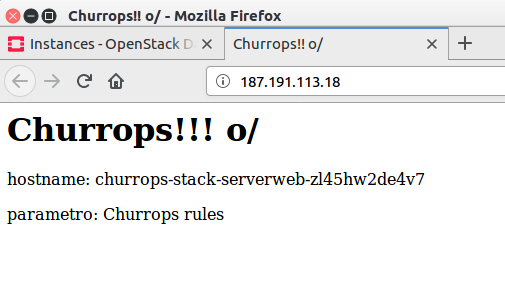 Churrops!! o/ - Mozilla Firefox
Instances - OpenStack D
Churrops!! o/
187.191.113.18
Churrops!!! o/
hostname: churrops-stack-serverweb-zl45hw2de4v7
parametro: Churrops rules